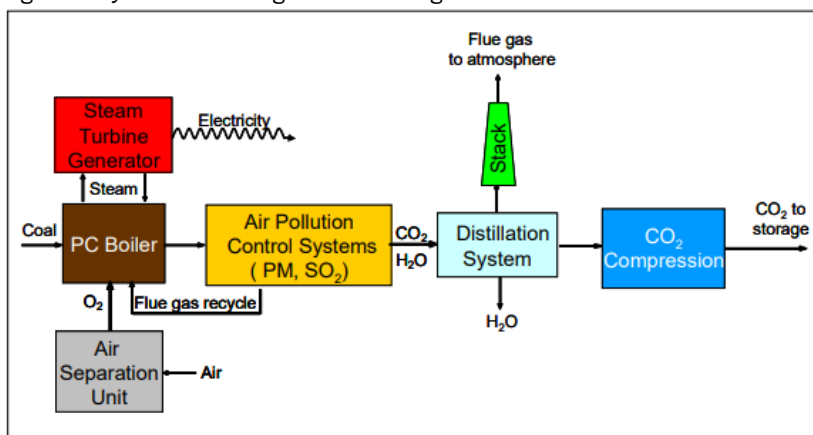 Flue gas
to atmosphere
Steam
Turbine
Generator
Electricity
Stack
Steam
Coal
PC Boiler
Air Pollution
Control Systems
( PM, SO₂)
CO₂
H₂O
Distillation
System
CO₂
Compression
CO₂ to
storage
O₂
Flue gas recycle
H₂O
Air
Separation
Unit
Air